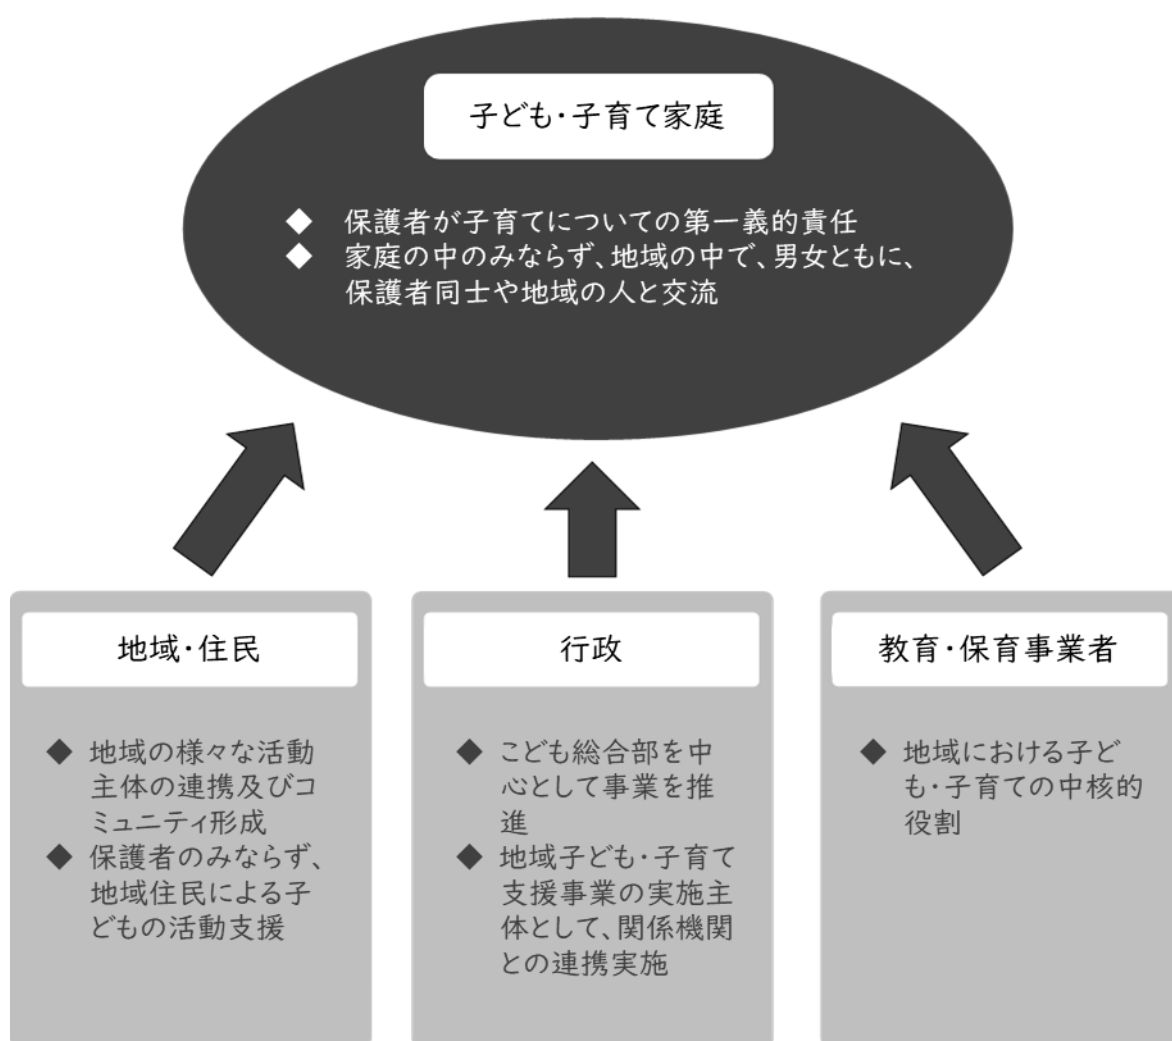 子ども・子育て家庭
◆ 保護者が子育てについての第一義的責任
◆ 家庭の中のみならず、地域の中で、男女ともに、
保護者同士や地域の人と交流
地域・住民
◆ 地域の様々な活動
主体の連携及びコ
ミュニティ形成
◆ 保護者のみならず、
地域住民による子
どもの活動支援
行政
◆ こども総合部を中
心として事業を推
進
◆ 地域子ども・子育て
支援事業の実施主
体として、関係機関
との連携実施
教育・保育事業者
◆ 地域における子ど
も・子育ての中核的
役割